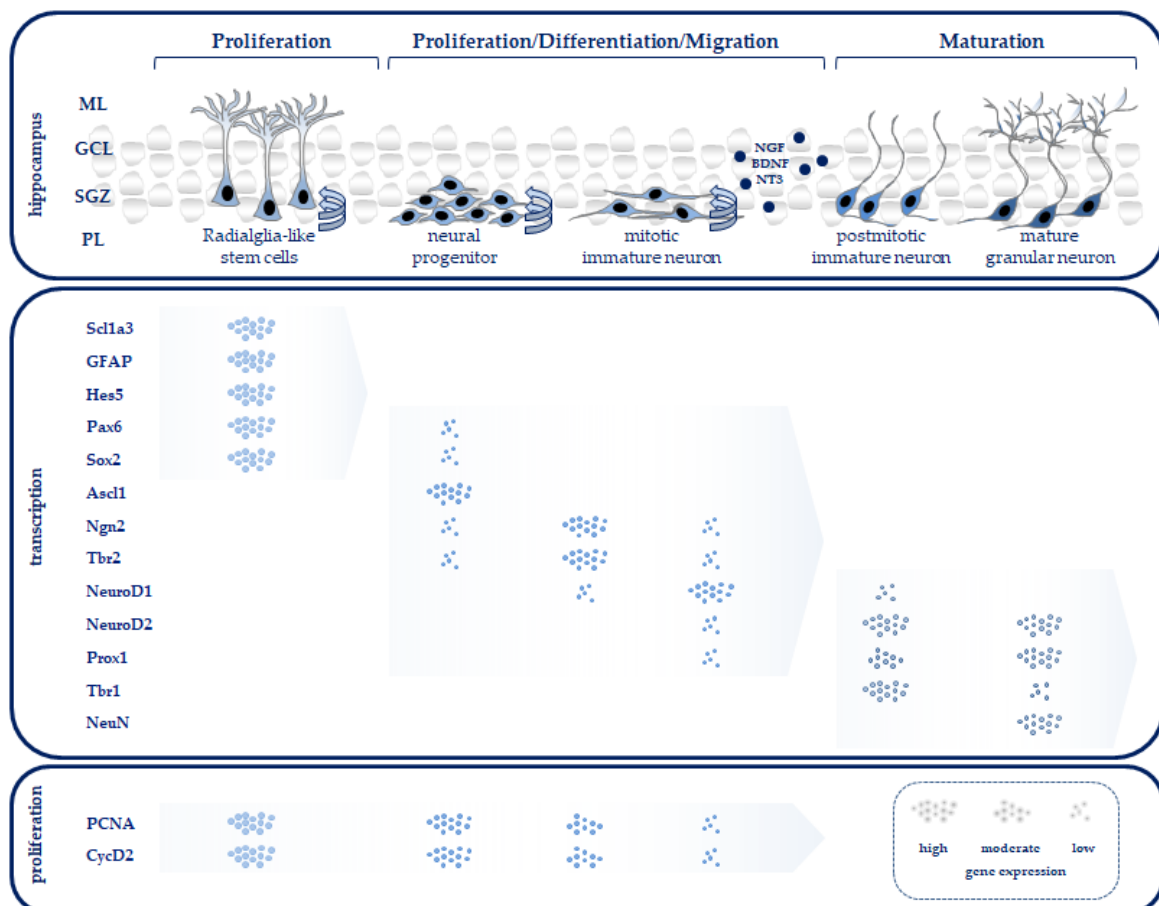 Proliferation
Proliferation/Differentiation/Migration
Maturation
hippocampus
ML
GCL
SGZ
PL
NGF
BDNF
NT3
Radialglia-like
stem cells
neural
progenitor
mitotic
immature neuron
postmitotic
immature neuron
mature
granular neuron
transcription
Scl1a3
GFAP
Hes5
Pax6
Sox2
Ascl1
Ngn2
Tbr2
NeuroD1
NeuroD2
Prox1
Tbr1
NeuN
proliferation
PCNA
CycD2
high moderate low
gene expression